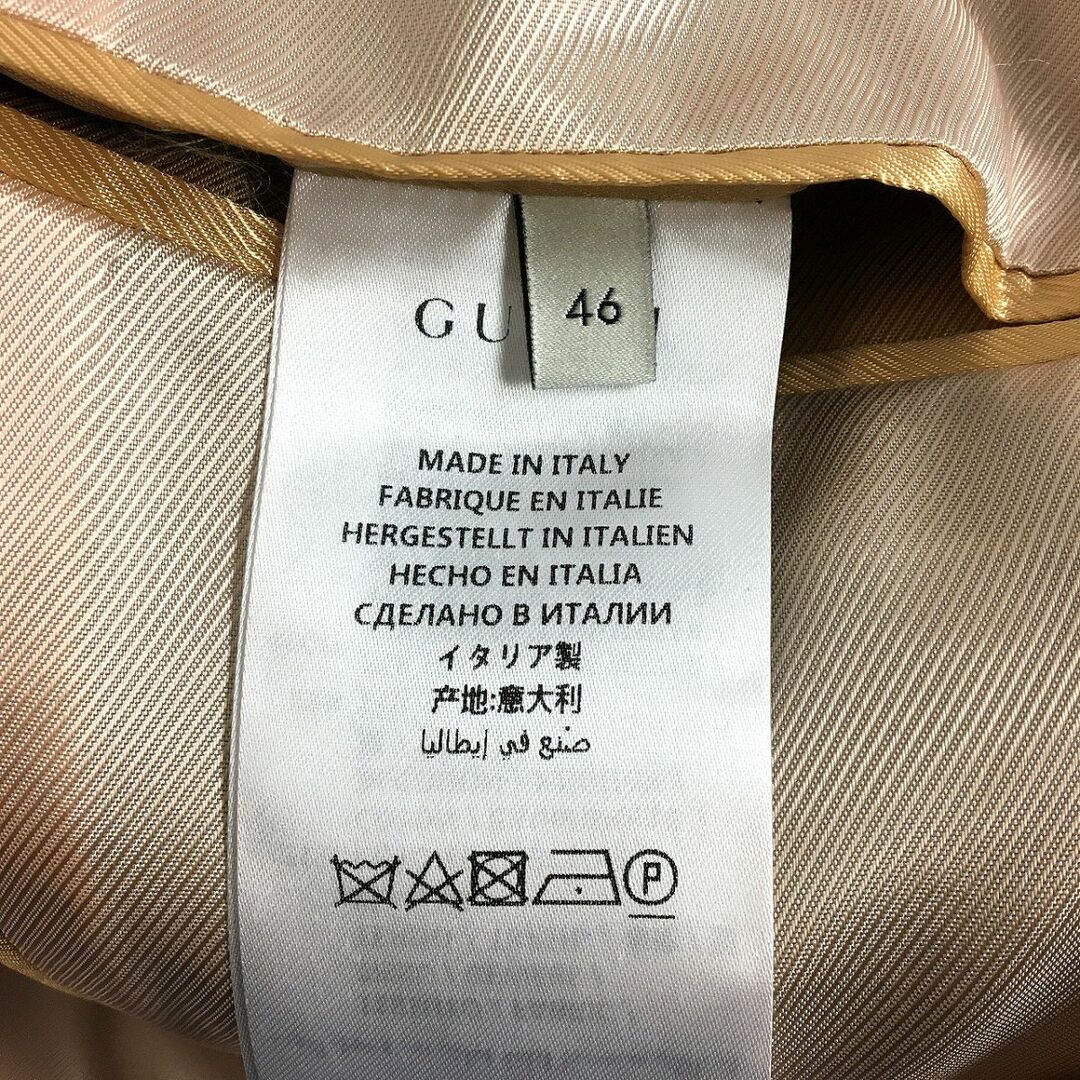 GU
46
MADE IN ITALY
FABRIQUE EN ITALIE
HERGESTELLT IN ITALIEN
HECHO EN ITALIA
СДЕЛАНО В ИТАЛИИ
イタリア製
产地:意大利
صنع في إيطاليا
P